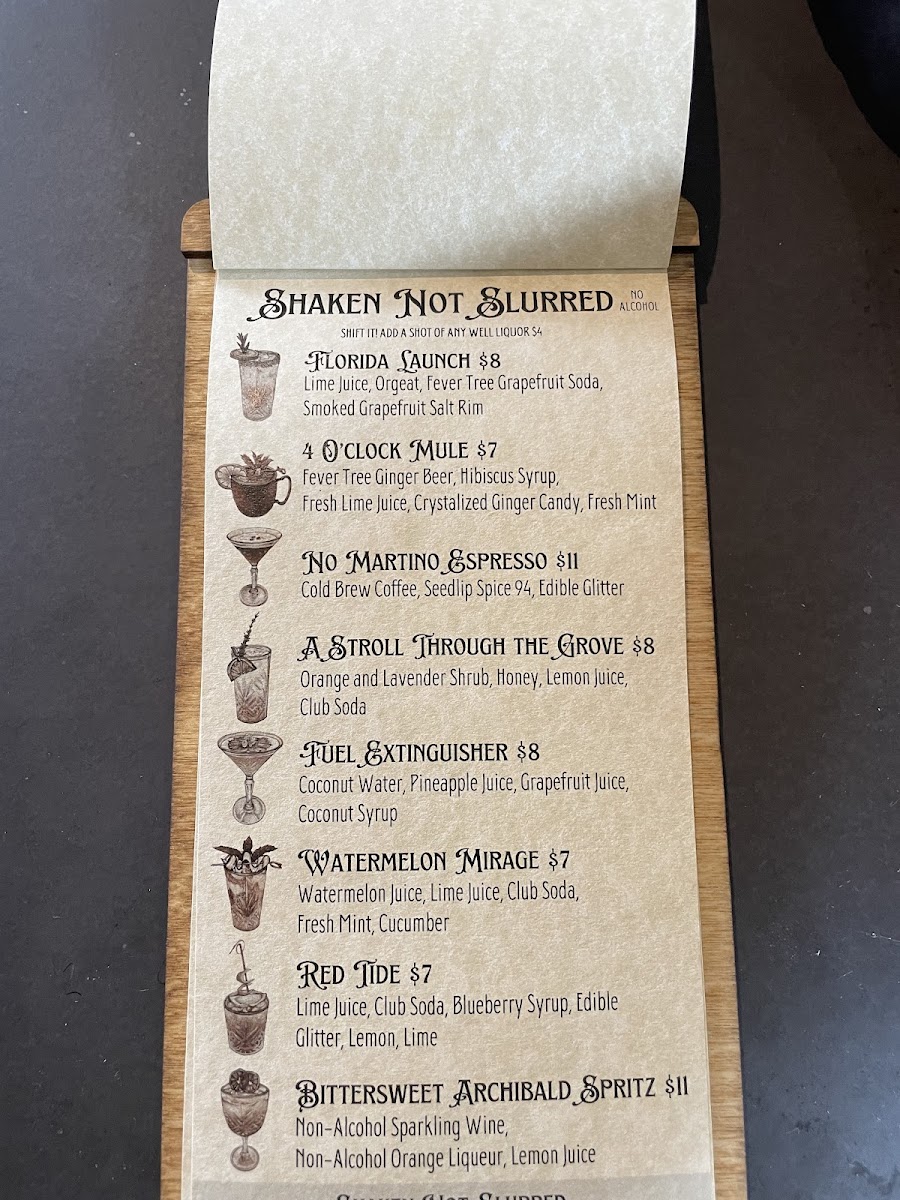 Shaken Not Slurred NO ALCOHOL
SHIFT IT! ADD A SHOT OF ANY WELL LIQUOR $4
Florida Launch $8
Lime Juice, Orgeat, Fever Tree Grapefruit Soda,
Smoked Grapefruit Salt Rim
4 O'clock Mule $7
Fever Tree Ginger Beer, Hibiscus Syrup,
Fresh Lime Juice, Crystalized Ginger Candy, Fresh Mint
No Martino Espresso $11
Cold Brew Coffee, Seedlip Spice 94, Edible Glitter
A Stroll Through the Grove $8
Orange and Lavender Shrub, Honey, Lemon Juice,
Club Soda
Fuel Extinguisher $8
Coconut Water, Pineapple Juice, Grapefruit Juice,
Coconut Syrup
Watermelon Mirage $7
Watermelon Juice, Lime Juice, Club Soda,
Fresh Mint, Cucumber
Red Tide $7
Lime Juice, Club Soda, Blueberry Syrup, Edible
Glitter, Lemon, Lime
Bittersweet Archibald Spritz $11
Non-Alcohol Sparkling Wine,
Non-Alcohol Orange Liqueur, Lemon Juice
Shaken Not Slurred